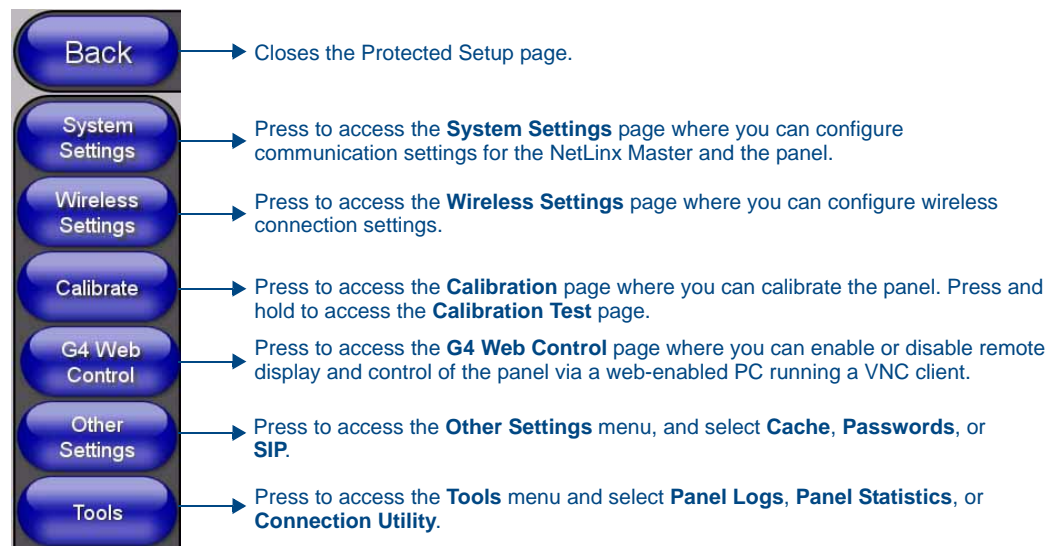 Back
Closes the Protected Setup page.
System
Settings
Press to access the System Settings page where you can configure
communication settings for the NetLinx Master and the panel.
Wireless
Settings
Press to access the Wireless Settings page where you can configure wireless
connection settings.
Calibrate
Press to access the Calibration page where you can calibrate the panel. Press and
hold to access the Calibration Test page.
G4 Web
Control
Press to access the G4 Web Control page where you can enable or disable remote
display and control of the panel via a web-enabled PC running a VNC client.
Other
Settings
Press to access the Other Settings menu, and select Cache, Passwords, or
SIP.
Tools
Press to access the Tools menu and select Panel Logs, Panel Statistics, or
Connection Utility.